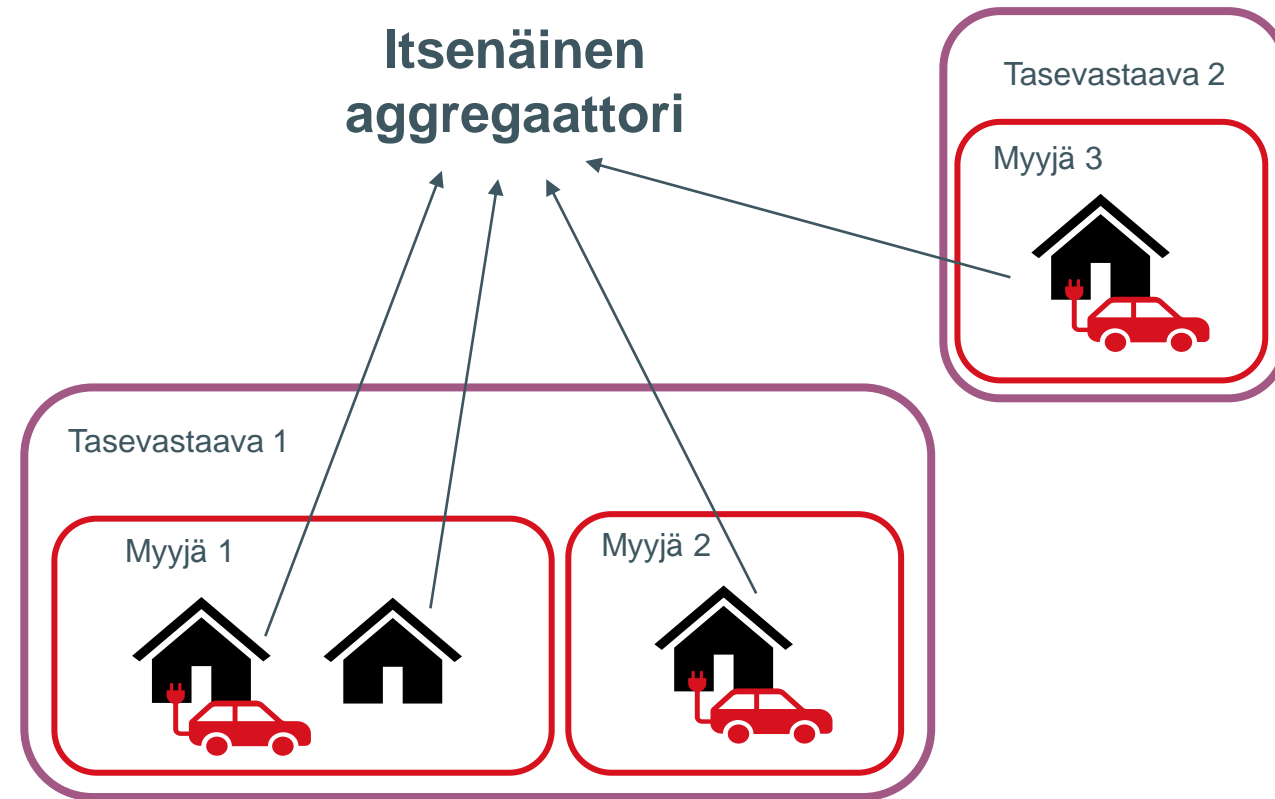 Itsenäinen
aggregaattori
Tasevastaava 2
Myyjä 3
Tasevastaava 1
Myyjä 1
Myyjä 2